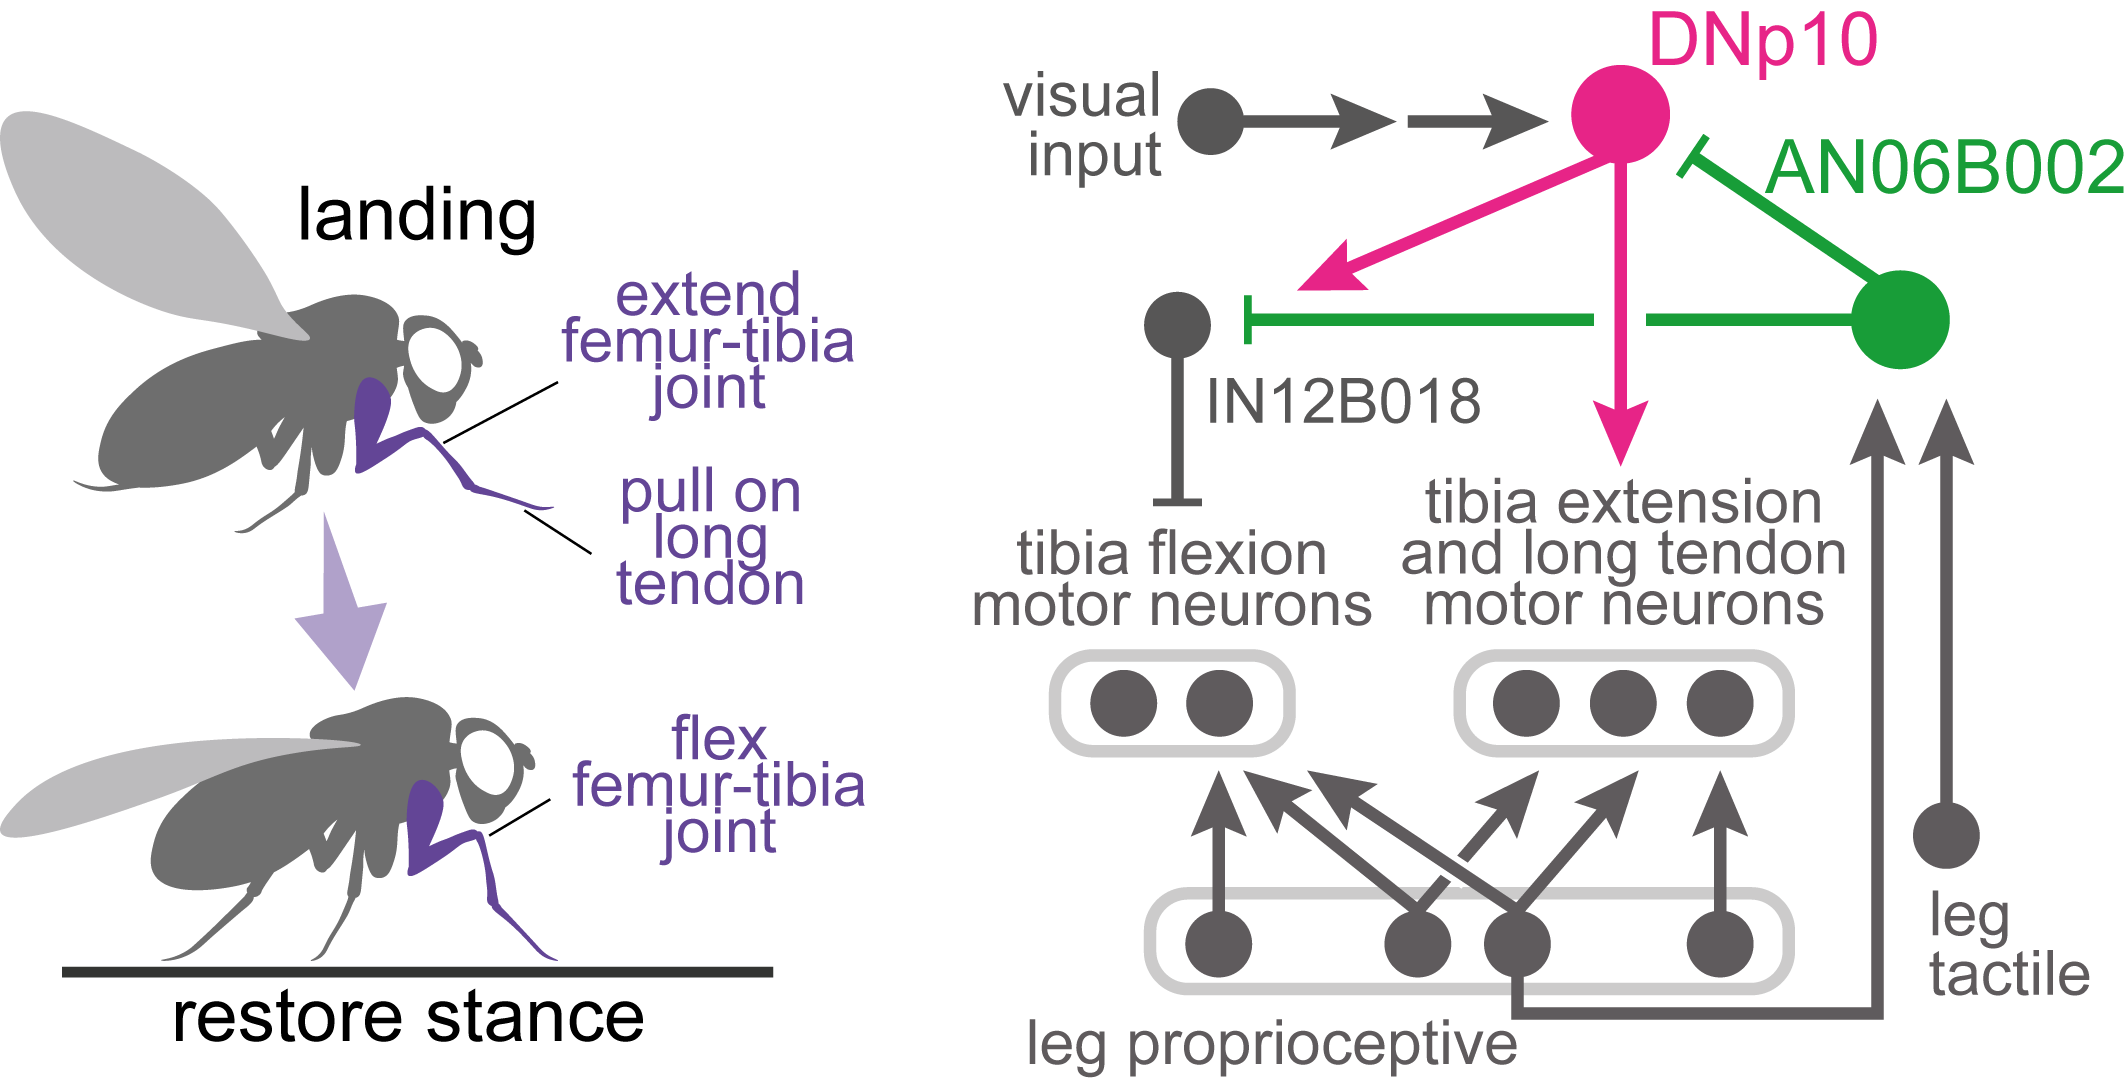 landing
extend
femur-tibia
joint
pull on
long
tendon
flex
femur-tibia
joint
restore stance
DNp10
visual
input
AN06B002
IN12B018
tibia flexion
motor neurons
tibia extension
and long tendon
motor neurons
leg
tactile
leg proprioceptive